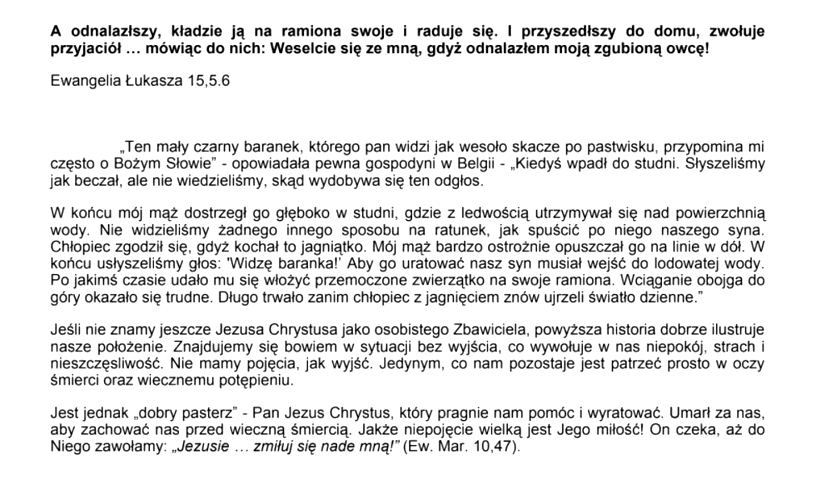 A odnalazłszy, kładzie ją na ramiona swoje i raduje się. I przyszedłszy do domu, zwołuje
przyjaciół … mówiąc do nich: Weselcie się ze mną, gdyż odnalazłem moją zgubioną owcę!
Ewangelia Łukasza 15,5.6
„Ten mały czarny baranek, którego pan widzi jak wesoło skacze po pastwisku, przypomina mi
często o Bożym Słowie” - opowiadała pewna gospodyni w Belgii - „Kiedyś wpadł do studni. Słyszeliśmy
jak beczał, ale nie wiedzieliśmy, skąd wydobywa się ten odgłos.
W końcu mój mąż dostrzegł go głęboko w studni, gdzie z ledwością utrzymywał się nad powierzchnią
wody. Nie widzieliśmy żadnego innego sposobu na ratunek, jak spuścić po niego naszego syna.
Chłopiec zgodził się, gdyż kochał to jagniątko. Mój mąż bardzo ostrożnie opuszczał go na linie w dół. W
końcu usłyszeliśmy głos: 'Widzę baranka!’ Aby go uratować nasz syn musiał wejść do lodowatej wody.
Po jakimś czasie udało mu się włożyć przemoczone zwierzątko na swoje ramiona. Wciąganie obojga do
góry okazało się trudne. Długo trwało zanim chłopiec z jagnięciem znów ujrzeli światło dzienne.”
Jeśli nie znamy jeszcze Jezusa Chrystusa jako osobistego Zbawiciela, powyższa historia dobrze ilustruje
nasze położenie. Znajdujemy się bowiem w sytuacji bez wyjścia, co wywołuje w nas niepokój, strach i
nieszczęsliwość. Nie mamy pojęcia, jak wyjść. Jedynym, co nam pozostaje jest patrzeć prosto w oczy
śmierci oraz wiecznemu potępieniu.
Jest jednak „dobry pasterz” - Pan Jezus Chrystus, który pragnie nam pomóc i wyratować. Umarł za nas,
aby zachować nas przed wieczną śmiercią. Jakże niepojęcie wielką jest Jego miłość! On czeka, aż do
Niego zawołamy: „Jezusie … zmiłuj się nade mną!” (Ew. Mar. 10,47).